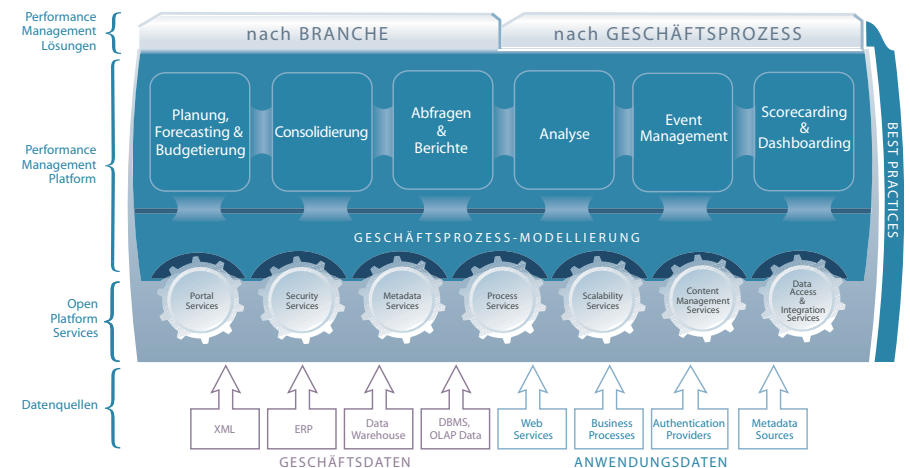 Performance
Management
Lösungen
nach BRANCHE
nach GESCHÄFTSPROZESS
Performance
Management
Platform
Planung,
Forecasting &
Budgetierung
Consolidierung
Abfragen
&
Berichte
Analyse
Event
Management
Scorecarding
&
Dashboarding
BEST PRACTICES
GESCHÄFTSPROZESS-MODELLIERUNG
Open
Platform
Services
Portal
Services
Security
Services
Metadata
Services
Process
Services
Scalability
Services
Content
Management
Services
Data
Access
&
Integration
Services
Datenquellen
XML
ERP
Data
Warehouse
DBMS,
OLAP Data
Web
Services
Business
Processes
Authentication
Providers
Metadata
Sources
GESCHÄFTSDATEN
ANWENDUNGSDATEN